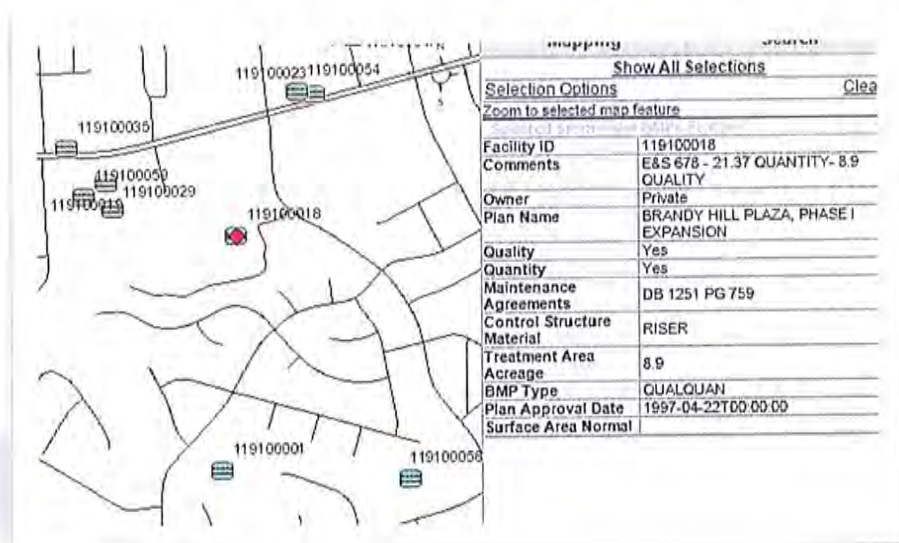 Mapping
Search
Show All Selections
Selection Options
Clea
Zoom to selected map feature
Facility ID 119100018
Comments E&S 678 - 21.37 QUANTITY- 8.9
QUALITY
Owner Private
Plan Name BRANDY HILL PLAZA, PHASE I
EXPANSION
Quality Yes
Quantity Yes
Maintenance
Agreements DB 1251 PG 759
Control Structure
Material RISER
Treatment Area
Acreage 8.9
BMP Type QUALQUAN
Plan Approval Date 1997-04-22T00:00:00
Surface Area Normal
119100023
119100054
119100035
119100050
119100029
119100018
119100001
119100056
S